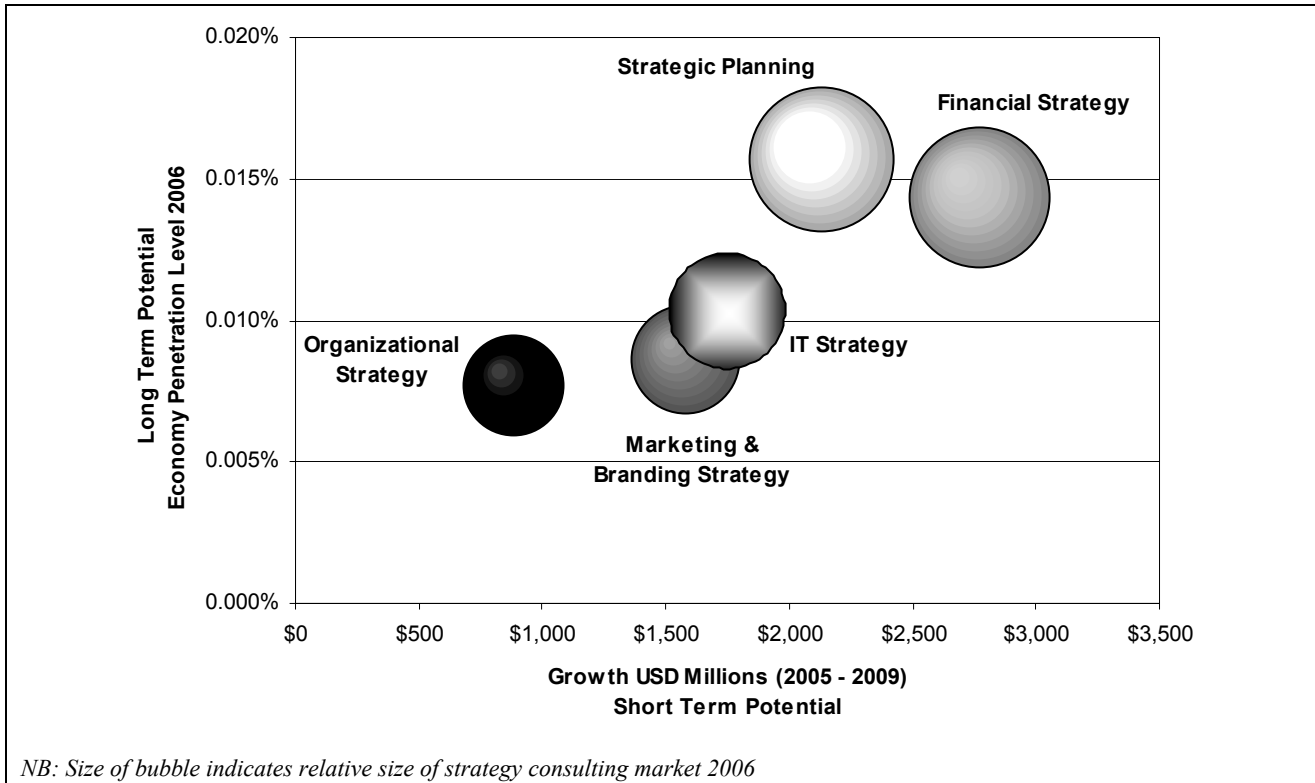 0.020%
Strategic Planning
Financial Strategy
0.015%
0.010%
Organizational
Strategy
IT Strategy
Marketing &
Branding Strategy
0.005%
0.000%
Long Term Potential
Economy Penetration Level 2006
$0 $500 $1,000 $1,500 $2,000 $2,500 $3,000 $3,500
Growth USD Millions (2005 - 2009)
Short Term Potential
NB: Size of bubble indicates relative size of strategy consulting market 2006